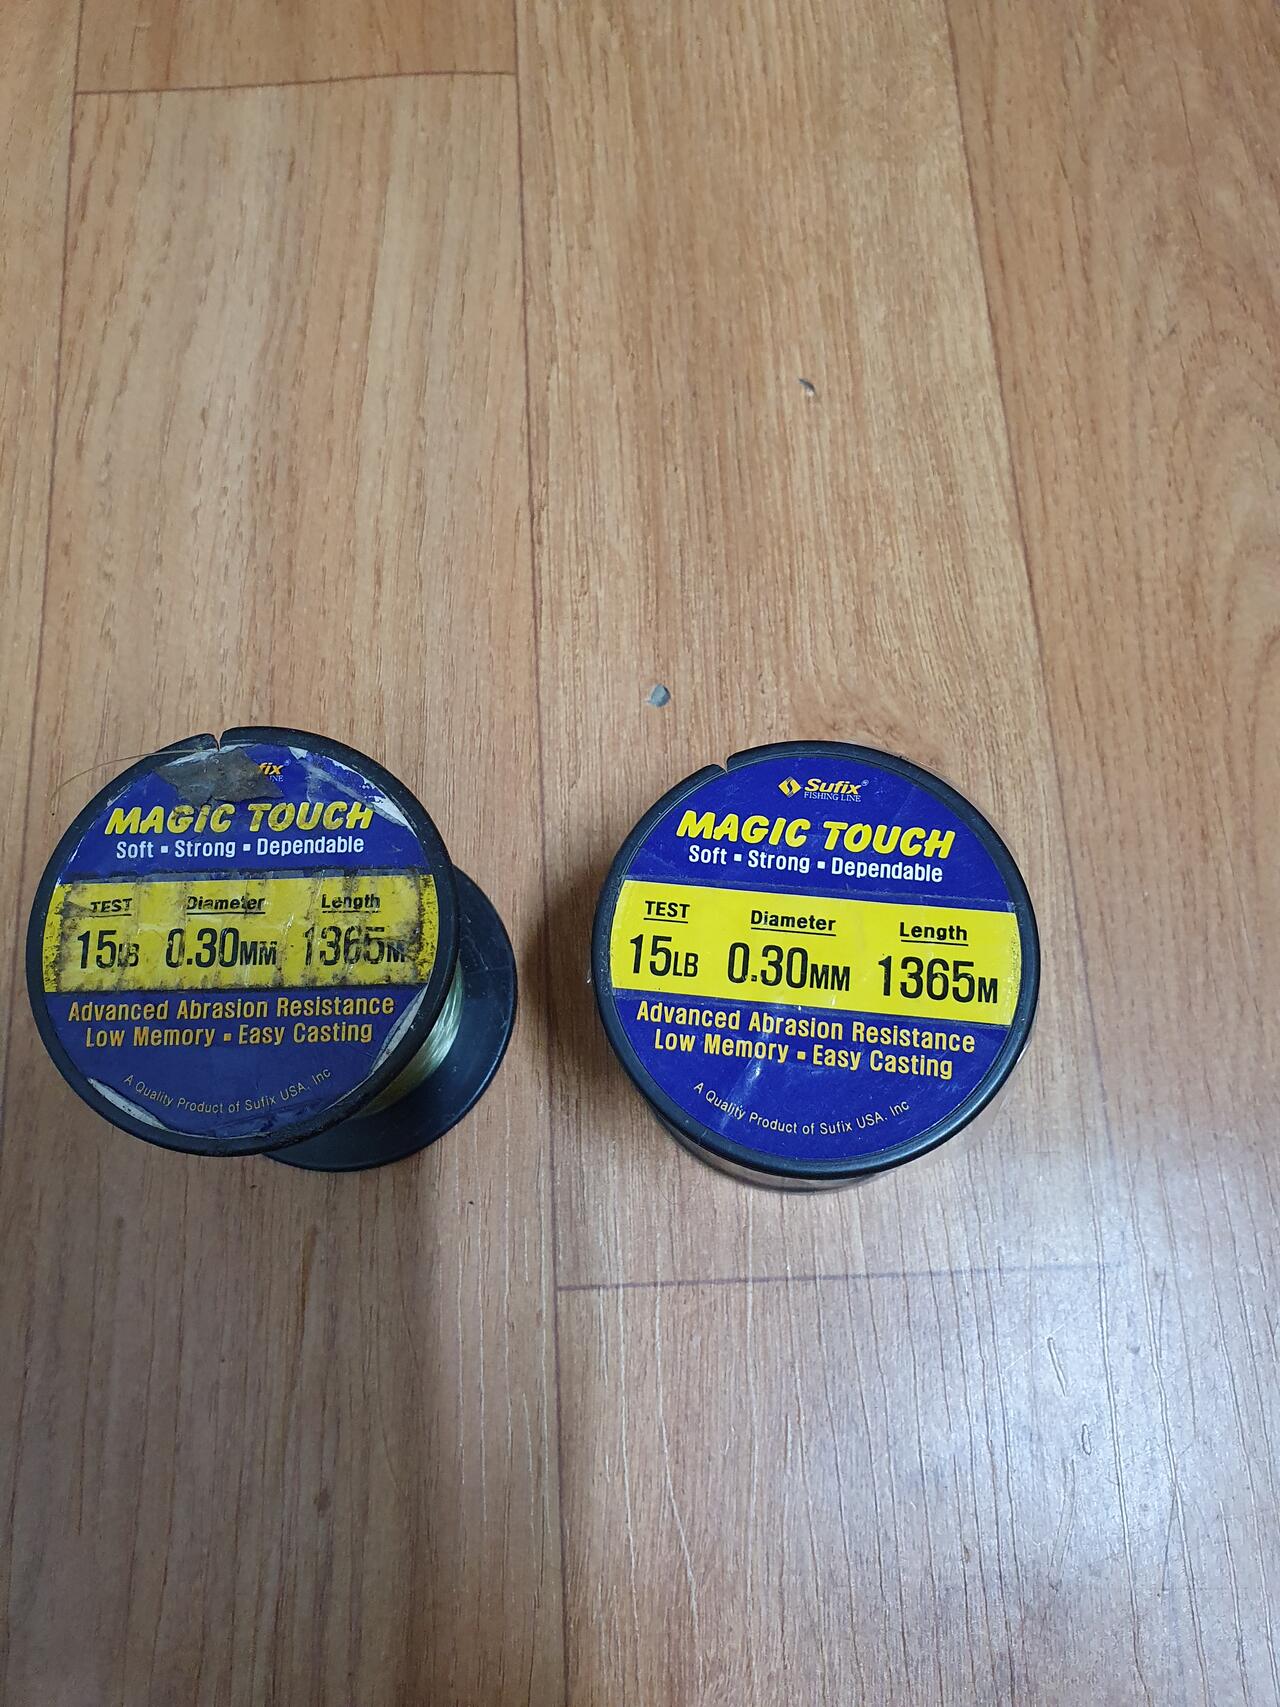 fix
NE
MAGIC TOUCH
Soft ▪ Strong ▪ Dependable
TEST Diameter Length
15LB 0.30MM 1365M
Advanced Abrasion Resistance
Low Memory ▪ Easy Casting
A Quality Product of Sufix USA, Inc
Sufix®
FISHING LINE
MAGIC TOUCH
Soft ▪ Strong ▪ Dependable
TEST Diameter Length
15LB 0.30MM 1365M
Advanced Abrasion Resistance
Low Memory ▪ Easy Casting
A Quality Product of Sufix USA, Inc